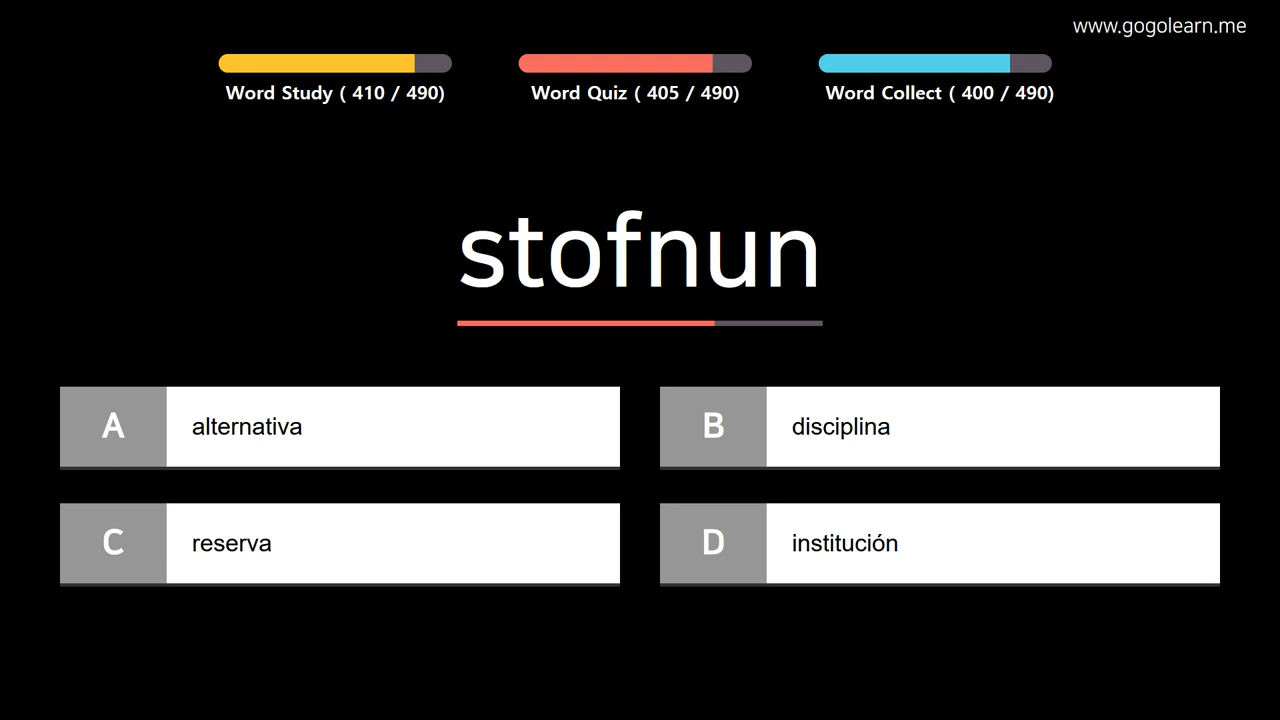 www.gogolearn.me
Word Study ( 410 / 490)
Word Quiz ( 405 / 490)
Word Collect ( 400 / 490)
stofnun
A alternativa
B disciplina
C reserva
D institución